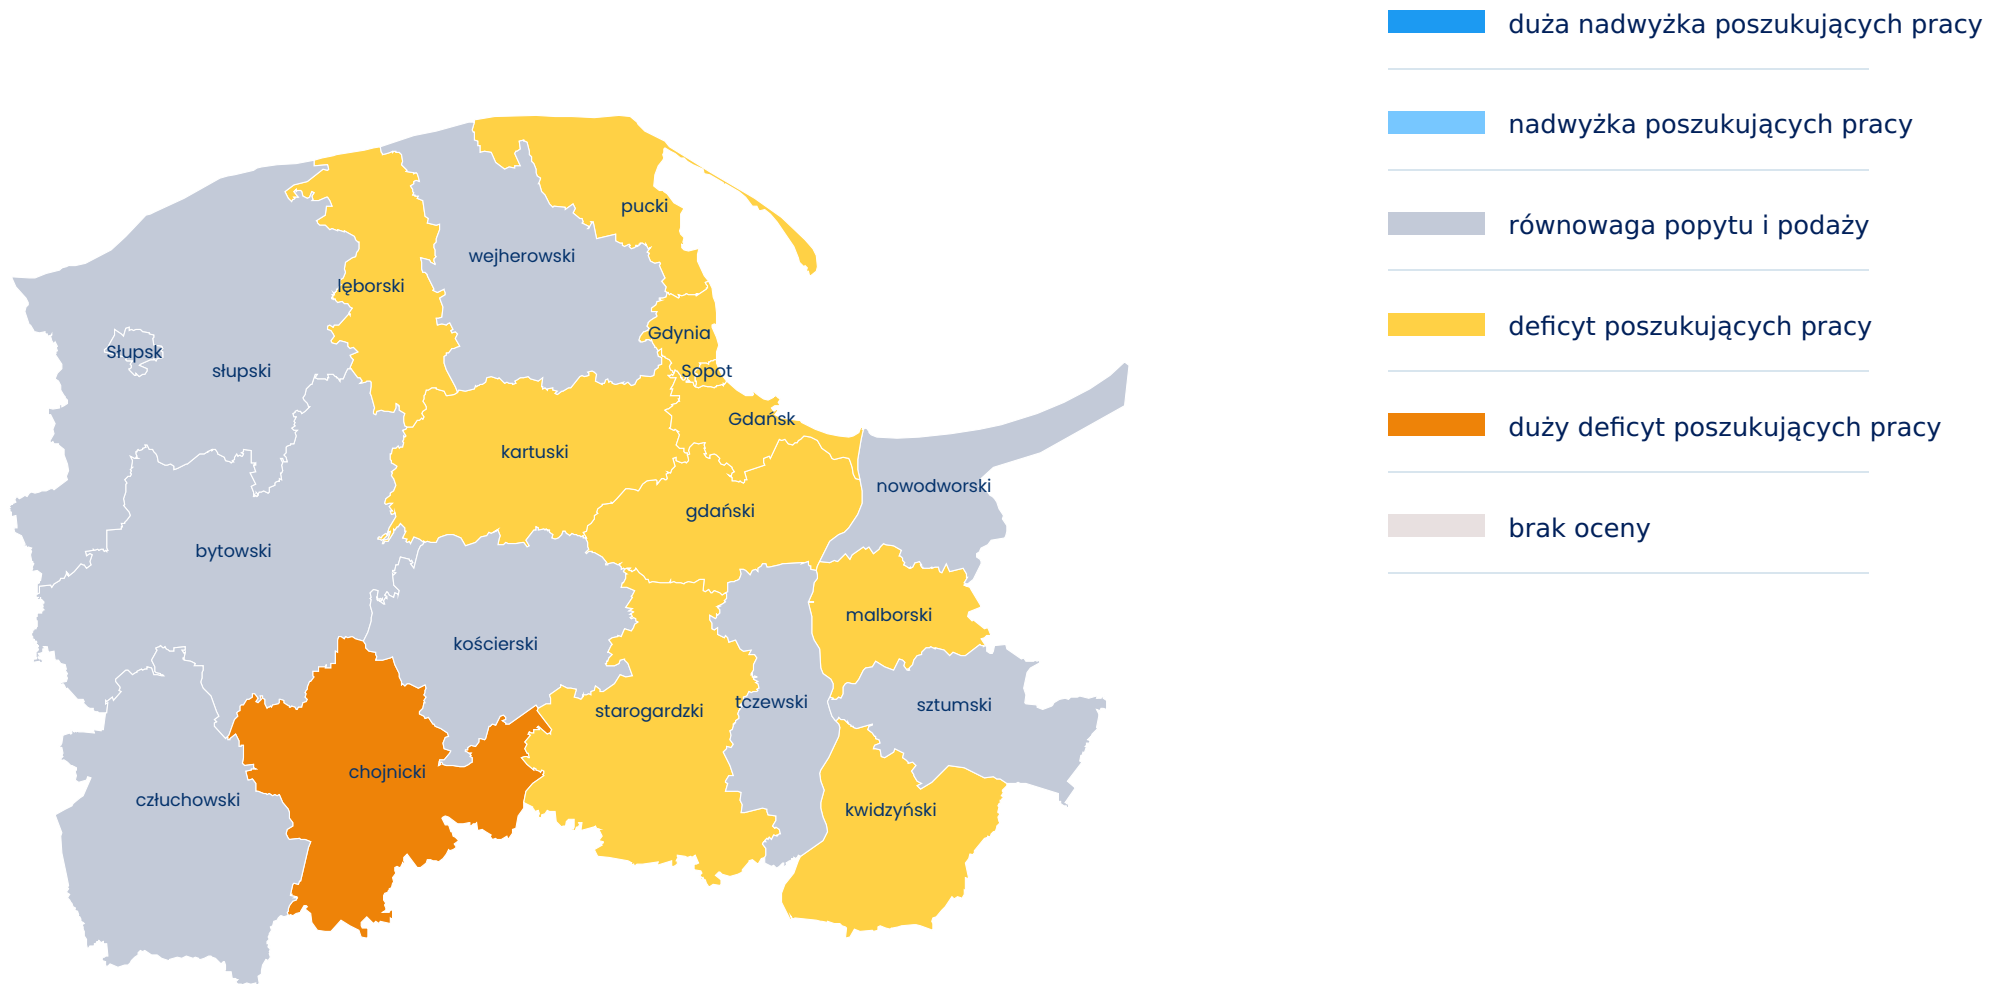 duża nadwyżka poszukujących pracy
nadwyżka poszukujących pracy
równowaga popytu i podaży
deficyt poszukujących pracy
duży deficyt poszukujących pracy
brak oceny
pucki
wejherowski
lęborski
Gdynia
Słupsk
słupski
Sopot
Gdańsk
kartuski
nowodworski
gdański
bytowski
malborski
kościerski
tczewski
sztumski
starogardzki
chojnicki
człuchowski
kwidzyński